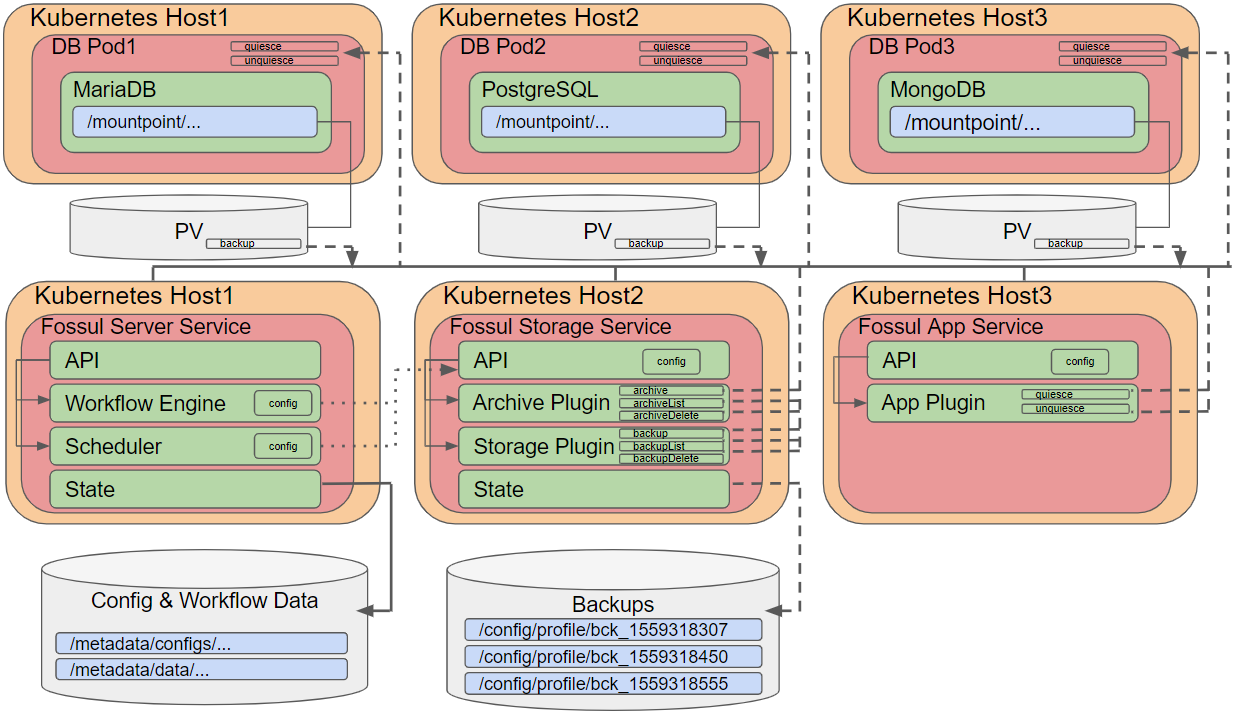 Kubernetes Host1
DB Pod1
quiesce
unquiesce
MariaDB
/mountpoint/...
PV
backup
Kubernetes Host2
DB Pod2
quiesce
unquiesce
PostgreSQL
/mountpoint/...
PV
backup
Kubernetes Host3
DB Pod3
quiesce
unquiesce
MongoDB
/mountpoint/...
PV
backup
Kubernetes Host1
Fossul Server Service
API
Workflow Engine
config
Scheduler
config
State
Config & Workflow Data
/metadata/configs/...
/metadata/data/...
Kubernetes Host2
Fossul Storage Service
API
config
Archive Plugin
archive
archiveList
archiveDelete
Storage Plugin
backup
backupList
backupDelete
State
Backups
/config/profile/bck_1559318307
/config/profile/bck_1559318450
/config/profile/bck_1559318555
Kubernetes Host3
Fossul App Service
API
config
App Plugin
quiesce
unquiesce